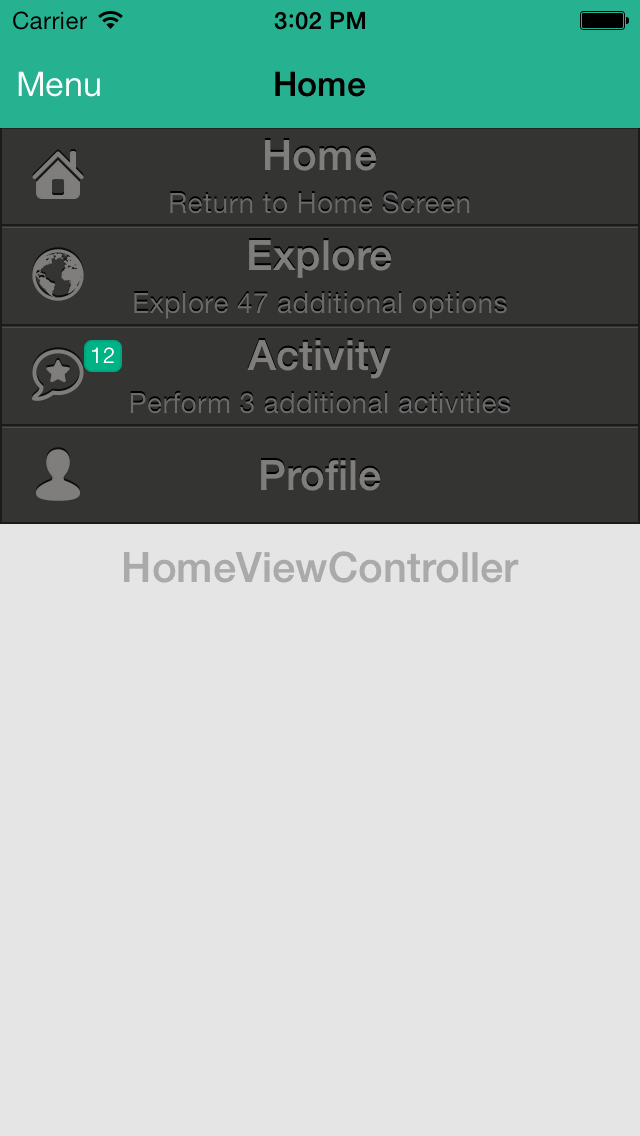 Carrier 3:02 PM
Menu Home
Home
Return to Home Screen
Explore
Explore 47 additional options
12 Activity
Perform 3 additional activities
Profile
HomeViewController